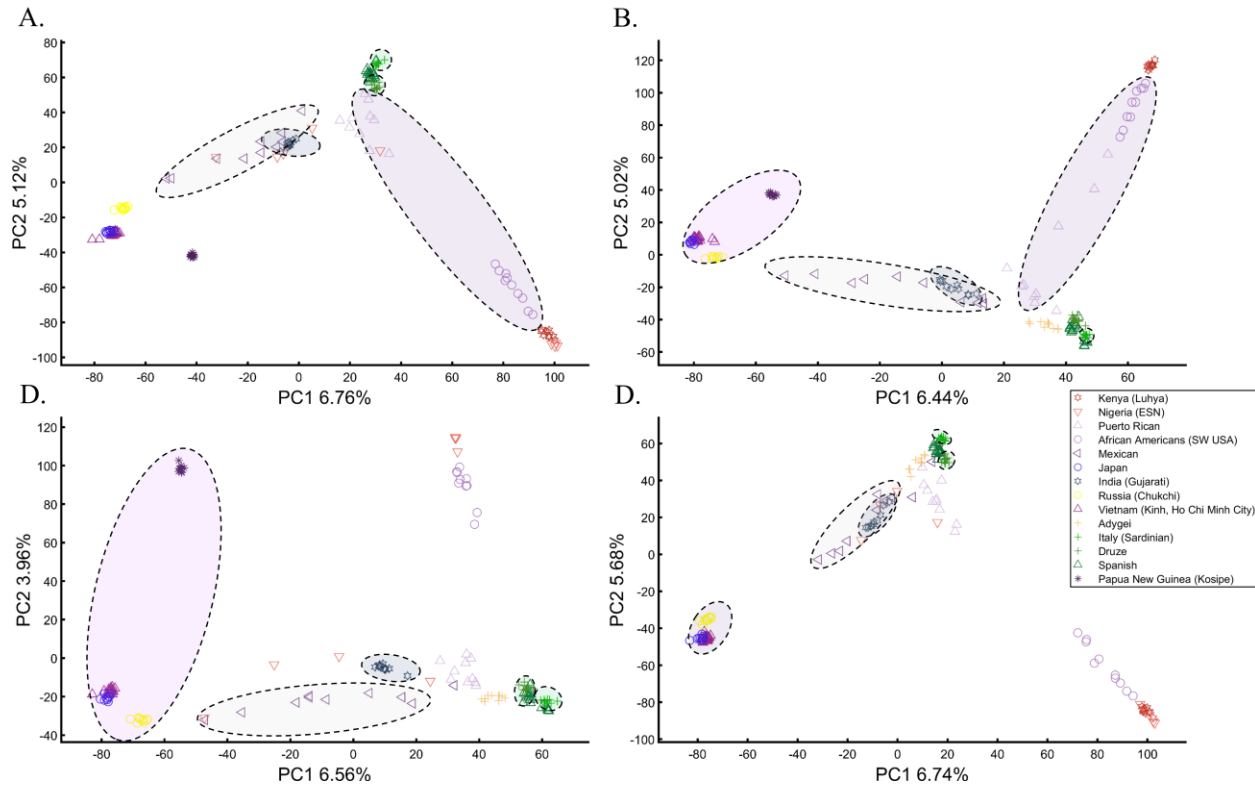 A.
80
60
40
20
0
-20
-40
-60
-80
-100
-80
-60
-40
-20
0
20
40
60
80
100
PC2 5.12%
PC1 6.76%
B.
120
100
80
60
40
20
0
-20
-40
-60
-80
-60
-40
-20
0
20
40
60
PC2 5.02%
PC1 6.44%
D.
120
100
80
60
40
20
0
-20
-40
-80
-60
-40
-20
0
20
40
60
PC2 3.96%
PC1 6.56%
D.
60
40
20
0
-20
-40
-60
-80
-100
-80
-60
-40
-20
0
20
40
60
80
100
PC2 5.68%
PC1 6.74%
Kenya (Luhya)
Nigeria (ESN)
Puerto Rican
African Americans (SW USA)
Mexican
Japan
India (Gujarati)
Russia (Chukchi)
Vietnam (Kinh, Ho Chi Minh City)
Adygei
Italy (Sardinian)
Druze
Spanish
Papua New Guinea (Kosipe)